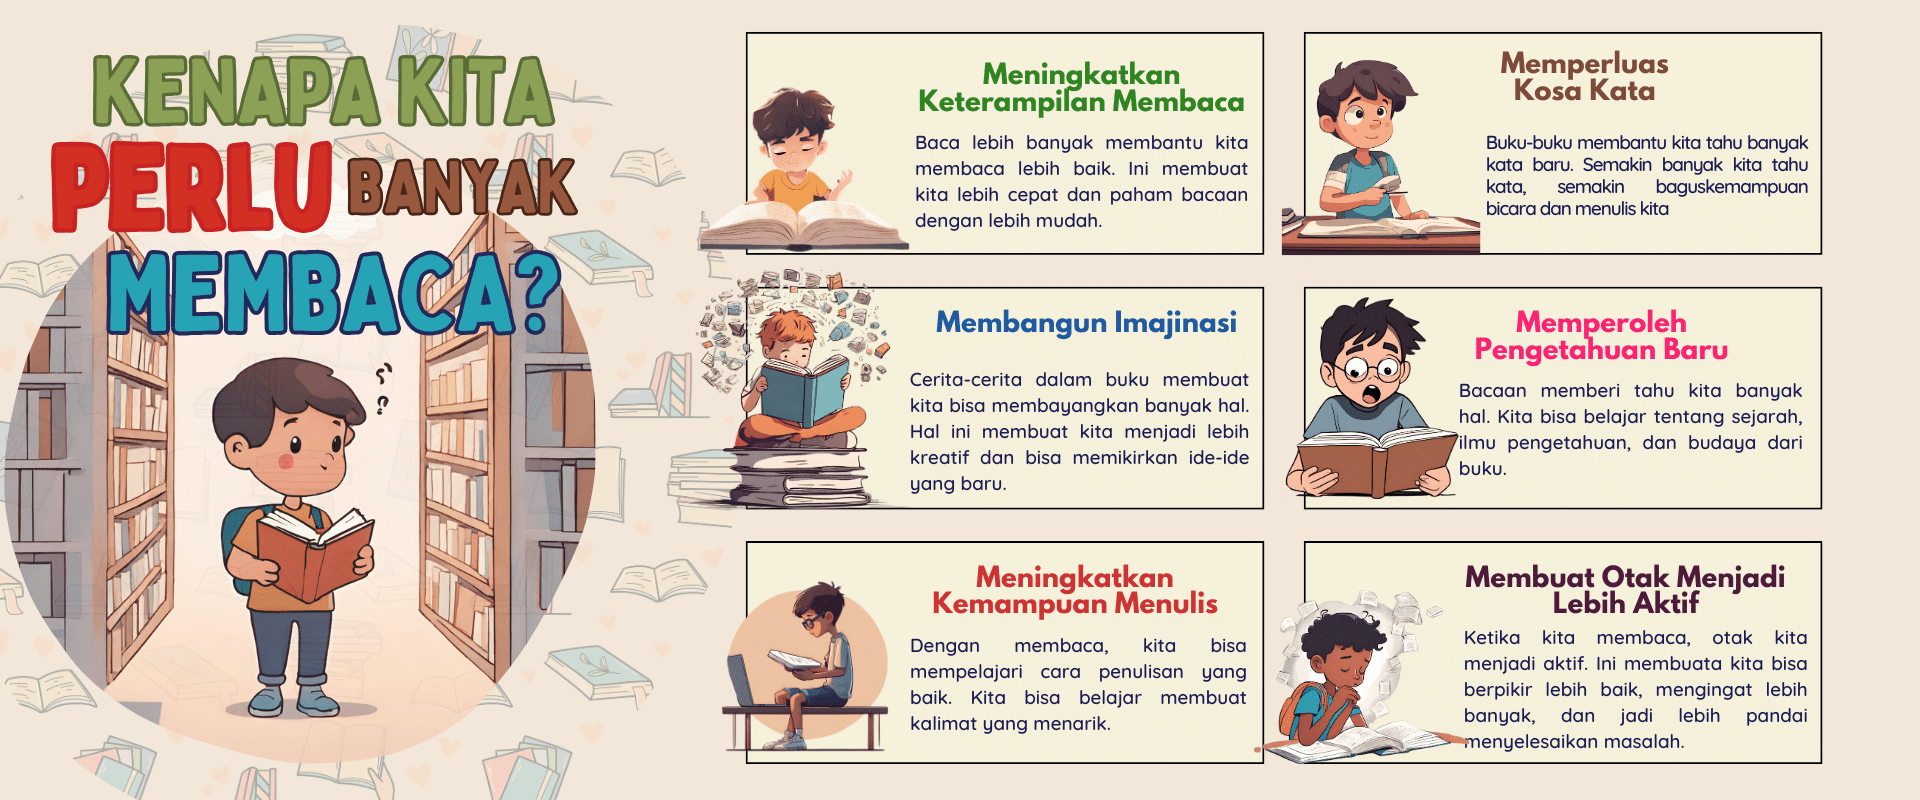 KENAPA KITA
PERLU BANYAK
MEMBACA?
Meningkatkan
Keterampilan Membaca
Baca lebih banyak membantu kita
membaca lebih baik. Ini membuat
kita lebih cepat dan paham bacaan
dengan lebih mudah.
Memperluas
Kosa Kata
Buku-buku membantu kita tahu banyak
kata baru. Semakin banyak kita tahu
kata, semakin baguskemampuan
bicara dan menulis kita
Membangun Imajinasi
Cerita-cerita dalam buku membuat
kita bisa membayangkan banyak hal.
Hal ini membuat kita menjadi lebih
kreatif dan bisa memikirkan ide-ide
yang baru.
Memperoleh
Pengetahuan Baru
Bacaan memberi tahu kita banyak
hal. Kita bisa belajar tentang sejarah,
ilmu pengetahuan, dan budaya dari
buku.
Meningkatkan
Kemampuan Menulis
Dengan membaca, kita bisa
mempelajari cara penulisan yang
baik. Kita bisa belajar membuat
kalimat yang menarik.
Membuat Otak Menjadi
Lebih Aktif
Ketika kita membaca, otak kita
menjadi aktif. Ini membuata kita bisa
berpikir lebih baik, mengingat lebih
banyak, dan jadi lebih pandai
menyelesaikan masalah.